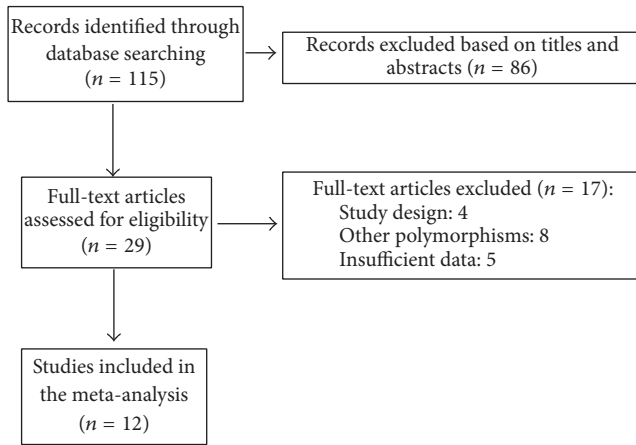 Records identified through
database searching
(n = 115)
Records excluded based on titles and
abstracts (n = 86)
Full-text articles
assessed for eligibility
(n = 29)
Full-text articles excluded (n = 17):
Study design: 4
Other polymorphisms: 8
Insufficient data: 5
Studies included in
the meta-analysis
(n = 12)